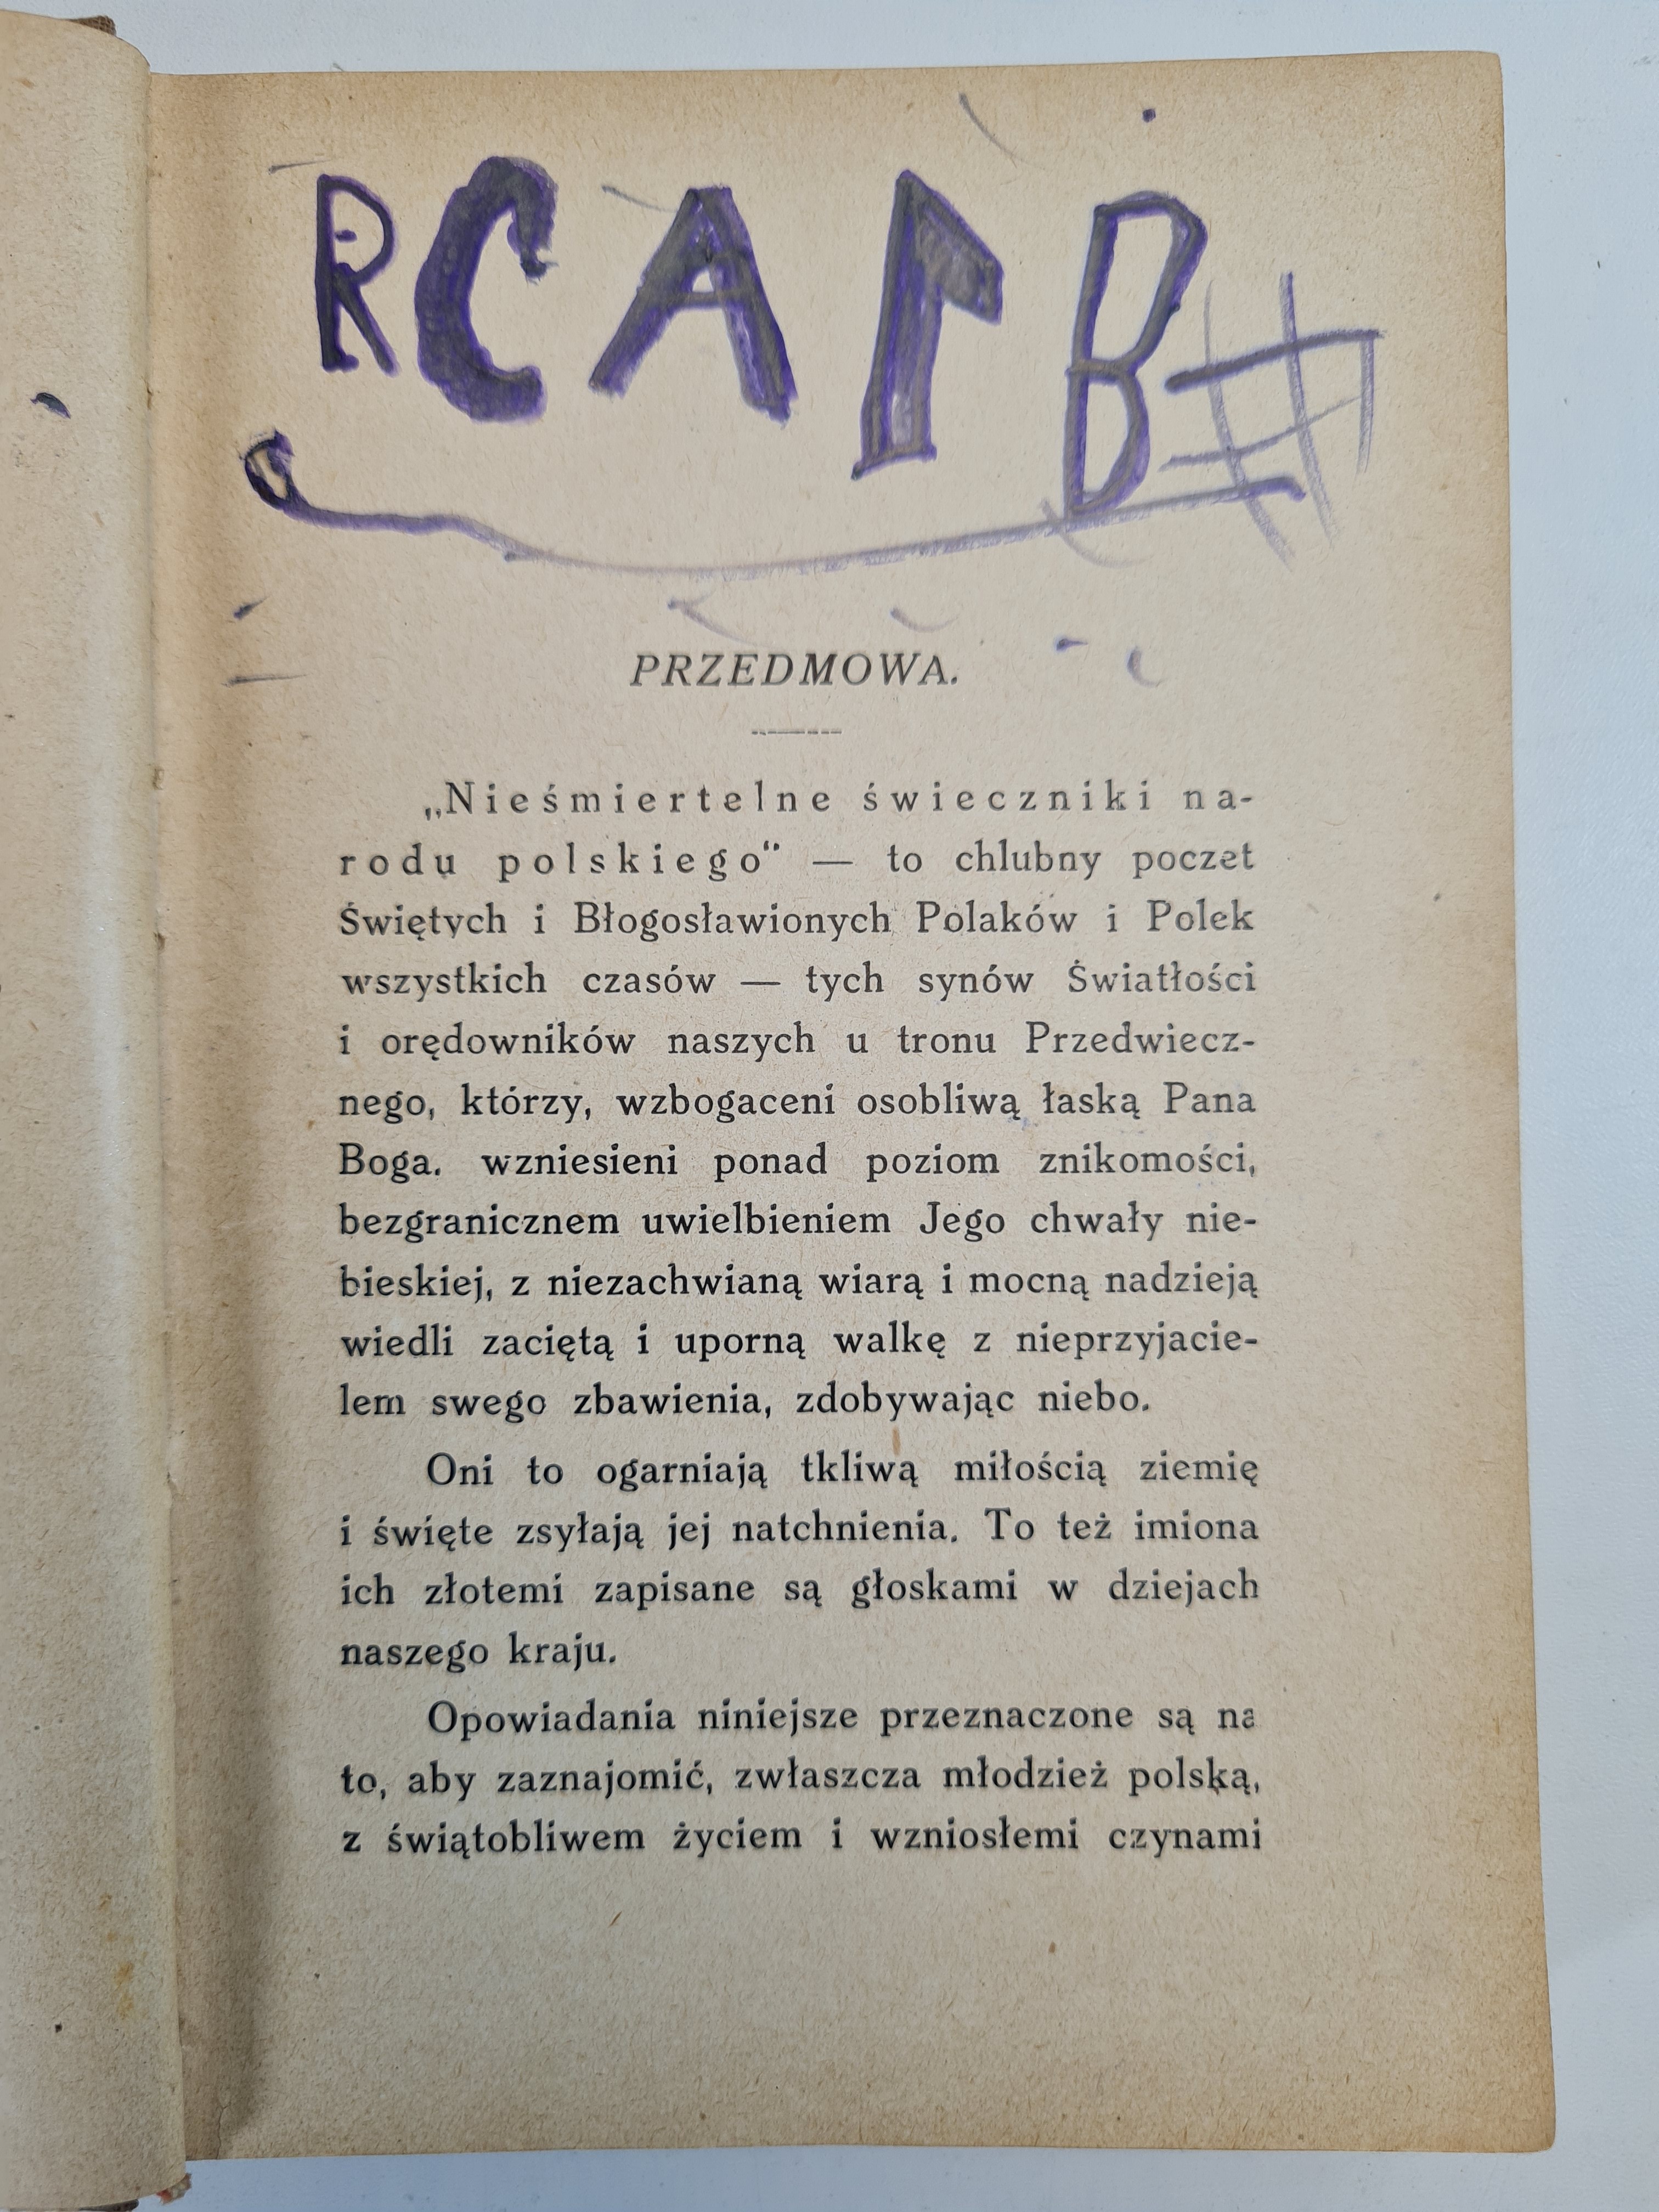 RCA1B
PRZEDMOWA.
„Nieśmiertelne świeczniki na-
rodu polskiego“ — to chlubny poczet
Świętych i Błogosławionych Polaków i Polek
wszystkich czasów — tych synów Światłości
i orędowników naszych u tronu Przedwiecz-
nego, którzy, wzbogaceni osobliwą łaską Pana
Boga. wzniesieni ponad poziom znikomości,
bezgranicznem uwielbieniem Jego chwały nie-
bieskiej, z niezachwianą wiarą i mocną nadzieją
wiedli zaciętą i uporną walkę z nieprzyjacie-
lem swego zbawienia, zdobywając niebo.
Oni to ogarniają tkliwą miłością ziemię
i święte zsyłają jej natchnienia. To też imiona
ich złotemi zapisane są głoskami w dziejach
naszego kraju.
Opowiadania niniejsze przeznaczone są na
to, aby zaznajomić, zwłaszcza młodzież polską,
z świątobliwem życiem i wzniosłemi czynami